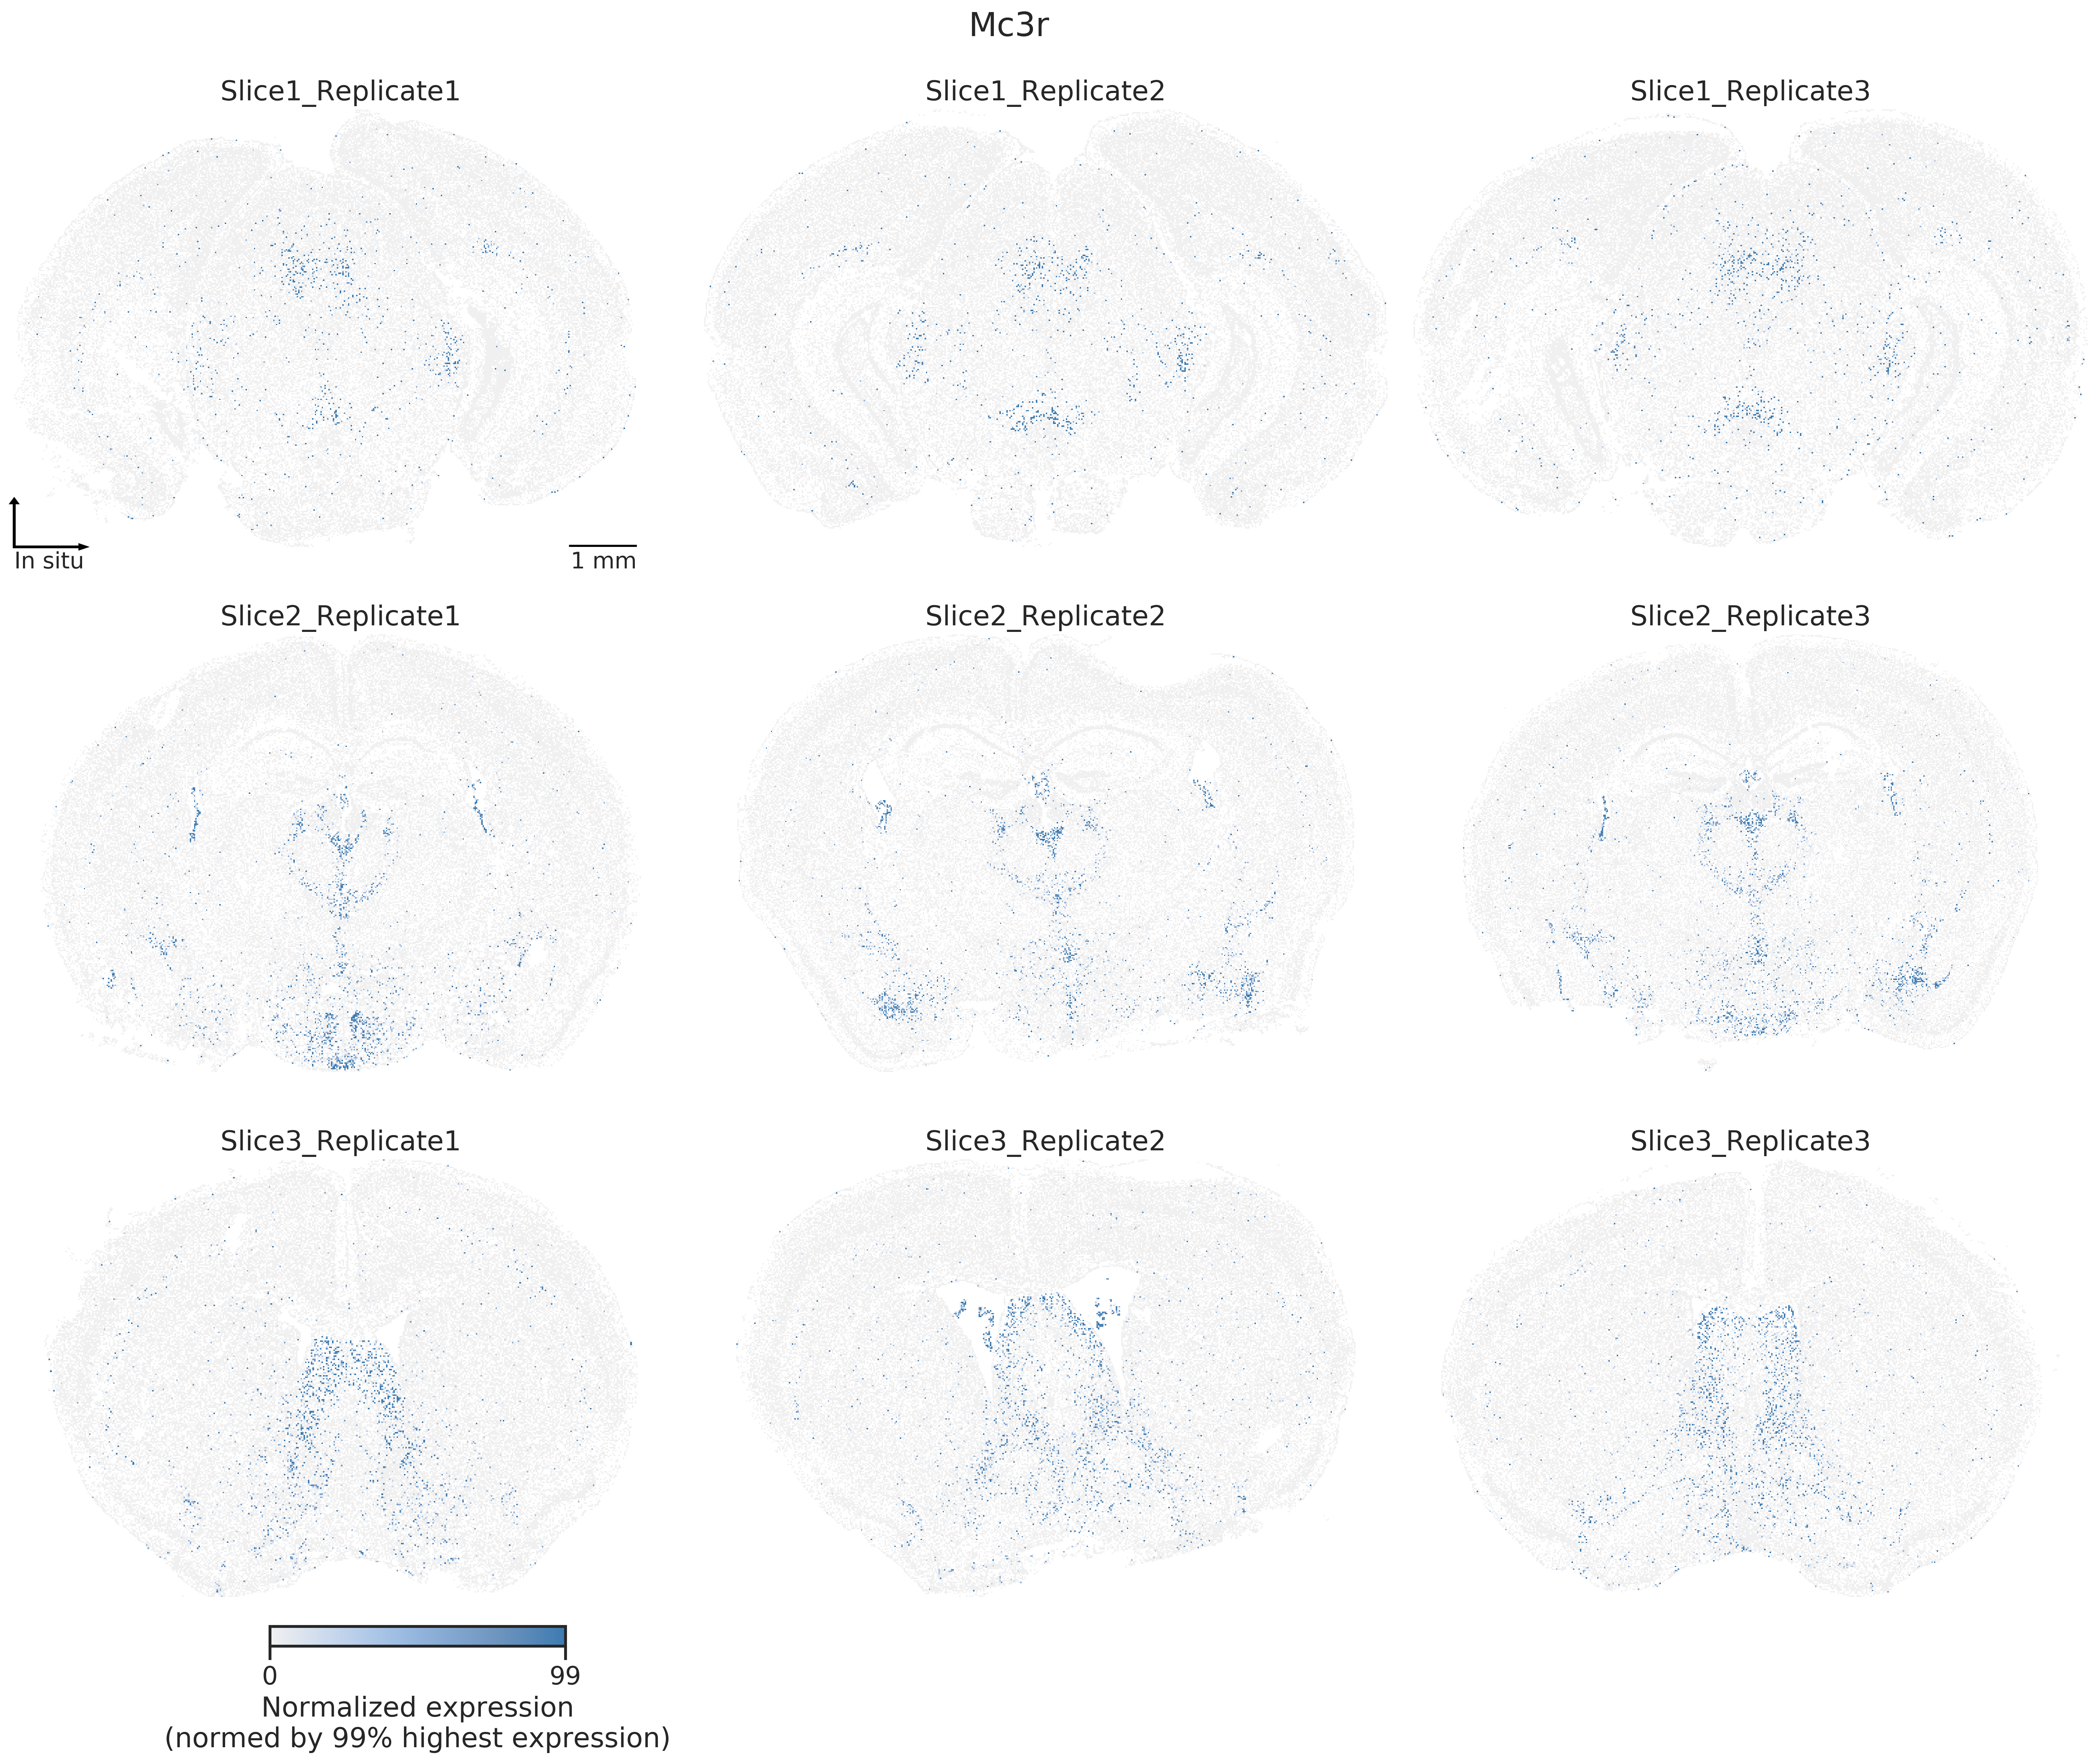 Mc3r
Slice1_Replicate1
Slice1_Replicate2
Slice1_Replicate3
In situ
1 mm
Slice2_Replicate1
Slice2_Replicate2
Slice2_Replicate3
Slice3_Replicate1
Slice3_Replicate2
Slice3_Replicate3
0
99
Normalized expression
(normed by 99% highest expression)